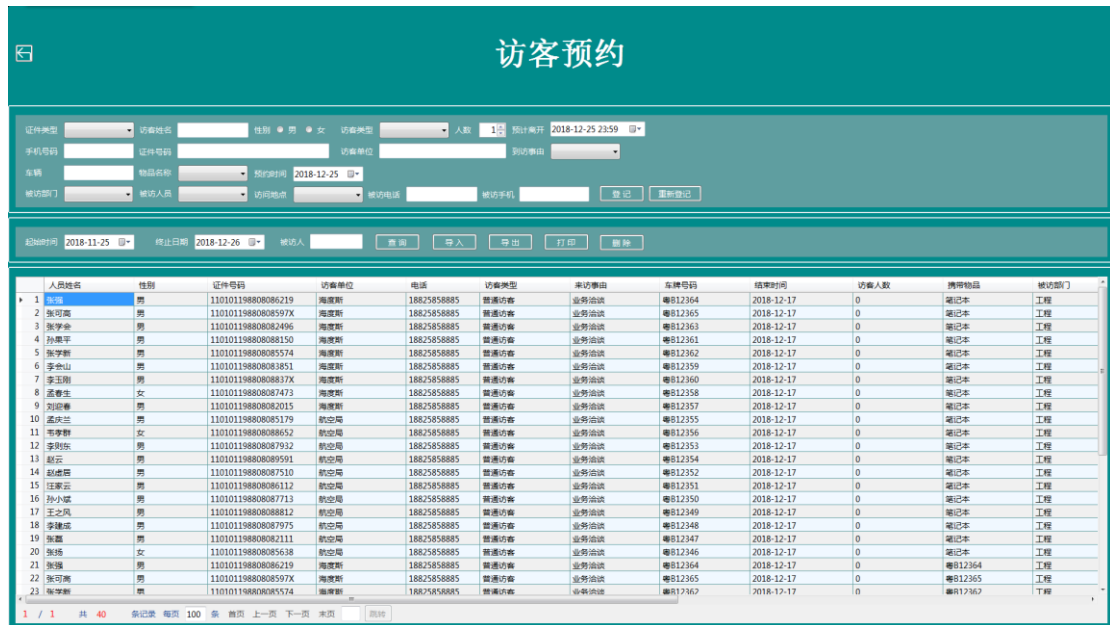 访客预约
证件类型 访客姓名 性别 男 女 访客类型 人数 1 预计离开 2018-12-25 23:59
手机号码 证件号码 访客单位 到访事由
车辆 物品名称 预约时间 2018-12-25
被访部门 被访人员 访问地点 被访电话 被访手机 登记 重新登记
起始时间 2018-11-25 终止日期 2018-12-26 被访人 查询 导入 导出 打印 删除
人员姓名 性别 证件号码 访客单位 电话 访客类型 来访事由 车牌号码 结束时间 访客人数 携带物品 被访部门
1 张强 男 110101198808086219 海度斯 18825858885 普通访客 业务洽谈 粤B12364 2018-12-17 0 笔记本 工程
2 张可高 男 11010119880808597X 海度斯 18825858885 普通访客 业务洽谈 粤B12365 2018-12-17 0 笔记本 工程
3 张学会 男 110101198808082496 海度斯 18825858885 普通访客 业务洽谈 粤B12363 2018-12-17 0 笔记本 工程
4 孙果平 男 110101198808088150 海度斯 18825858885 普通访客 业务洽谈 粤B12361 2018-12-17 0 笔记本 工程
5 张学新 男 110101198808085574 海度斯 18825858885 普通访客 业务洽谈 粤B12362 2018-12-17 0 笔记本 工程
6 李会山 男 110101198808083851 海度斯 18825858885 普通访客 业务洽谈 粤B12359 2018-12-17 0 笔记本 工程
7 李玉刚 男 11010119880808837X 海度斯 18825858885 普通访客 业务洽谈 粤B12360 2018-12-17 0 笔记本 工程
8 孟春生 女 110101198808087473 海度斯 18825858885 普通访客 业务洽谈 粤B12358 2018-12-17 0 笔记本 工程
9 刘迎春 男 110101198808082015 海度斯 18825858885 普通访客 业务洽谈 粤B12357 2018-12-17 0 笔记本 工程
10 孟庆兰 男 110101198808085179 航空局 18825858885 普通访客 业务洽谈 粤B12355 2018-12-17 0 笔记本 工程
11 韦孝群 女 110101198808088652 航空局 18825858885 普通访客 业务洽谈 粤B12356 2018-12-17 0 笔记本 工程
12 李则东 男 110101198808087932 航空局 18825858885 普通访客 业务洽谈 粤B12353 2018-12-17 0 笔记本 工程
13 赵云 男 110101198808089591 航空局 18825858885 普通访客 业务洽谈 粤B12354 2018-12-17 0 笔记本 工程
14 赵虚居 男 110101198808087510 航空局 18825858885 普通访客 业务洽谈 粤B12352 2018-12-17 0 笔记本 工程
15 汪家云 男 110101198808086112 航空局 18825858885 普通访客 业务洽谈 粤B12351 2018-12-17 0 笔记本 工程
16 孙小斌 男 110101198808087713 航空局 18825858885 普通访客 业务洽谈 粤B12350 2018-12-17 0 笔记本 工程
17 王之风 男 110101198808088812 航空局 18825858885 普通访客 业务洽谈 粤B12349 2018-12-17 0 笔记本 工程
18 李建成 男 110101198808087975 航空局 18825858885 普通访客 业务洽谈 粤B12348 2018-12-17 0 笔记本 工程
19 张磊 男 110101198808082111 航空局 18825858885 普通访客 业务洽谈 粤B12347 2018-12-17 0 笔记本 工程
20 张扬 女 110101198808085638 航空局 18825858885 普通访客 业务洽谈 粤B12346 2018-12-17 0 笔记本 工程
21 张强 男 110101198808086219 海度斯 18825858885 普通访客 业务洽谈 粤B12364 2018-12-17 0 粤B12364 工程
22 张可高 男 11010119880808597X 海度斯 18825858885 普通访客 业务洽谈 粤B12365 2018-12-17 0 粤B12365 工程
23 张学新 男 110101198808085574 海度斯 18825858885 普通访客 业务洽谈 粤B12362 2018-12-17 0 粤B12362 工程
1 / 1 共 40 条记录 每页 100 条 首页 上一页 下一页 末页 跳转